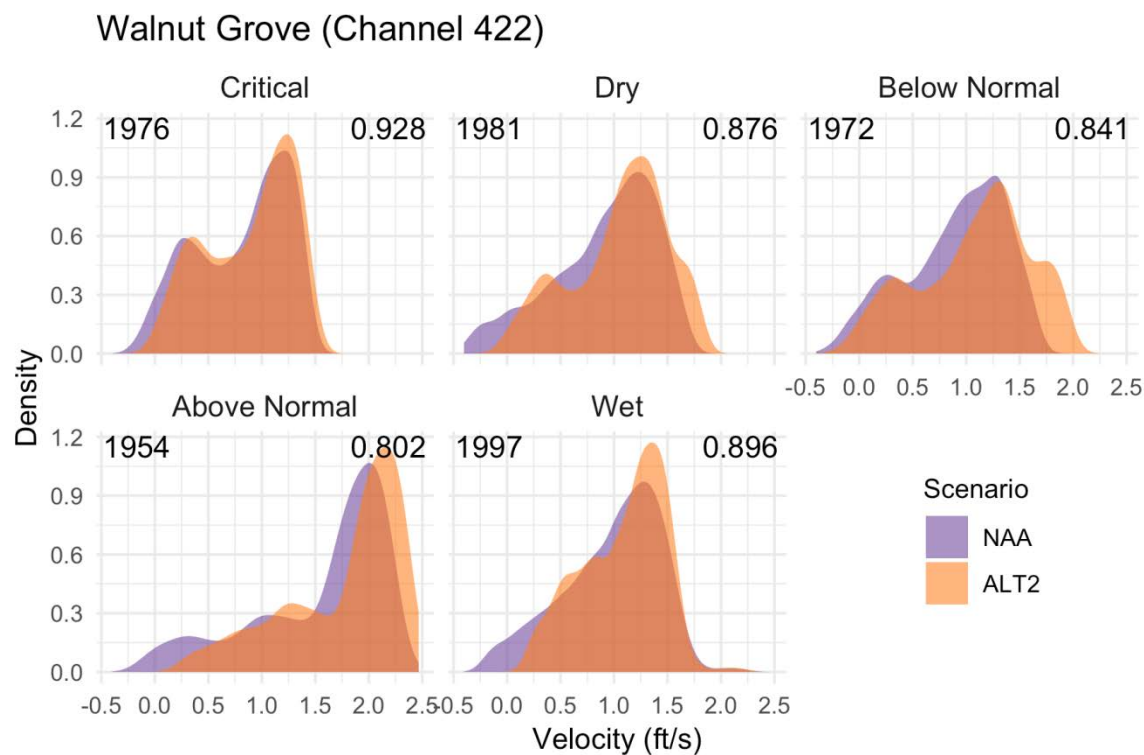 Walnut Grove (Channel 422)
Critical
Dry
Below Normal
1976
0.928
1981
0.876
1972
0.841
1.2
0.9
0.6
0.3
0.0
-0.5 0.0 0.5 1.0 1.5 2.0 2.5
Density
Above Normal
Wet
1954
0.802
1997
0.896
1.2
0.9
0.6
0.3
0.0
-0.5 0.0 0.5 1.0 1.5 2.0 2.5
-0.5 0.0 0.5 1.0 1.5 2.0 2.5
Velocity (ft/s)
Scenario
NAA
ALT2